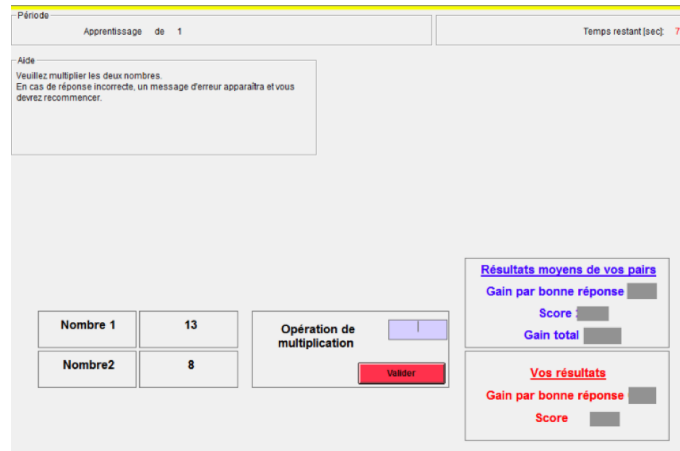 Période
Apprentissage de 1
Temps restant [sec]: 7
Aide
Veuillez multiplier les deux nombres.
En cas de réponse incorrecte, un message d'erreur apparaîtra et vous
devrez recommencer.
Nombre 1
13
Nombre2
8
Opération de
multiplication
Valider
Résultats moyens de vos pairs
Gain par bonne réponse
Score :
Gain total
Vos résultats
Gain par bonne réponse
Score